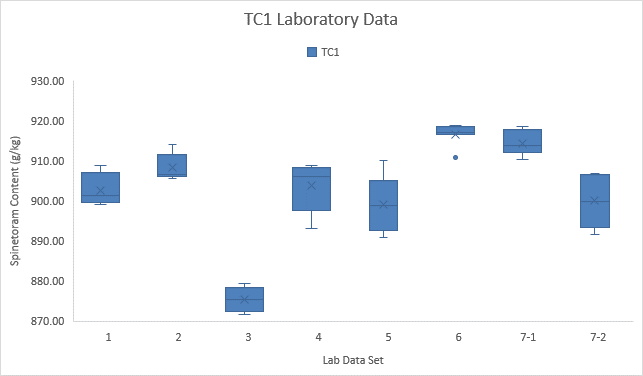 TC1 Laboratory Data
TC1
930.00
920.00
910.00
900.00
890.00
880.00
870.00
Spinetoram Content (g/kg)
1 2 3 4 5 6 7-1 7-2
Lab Data Set